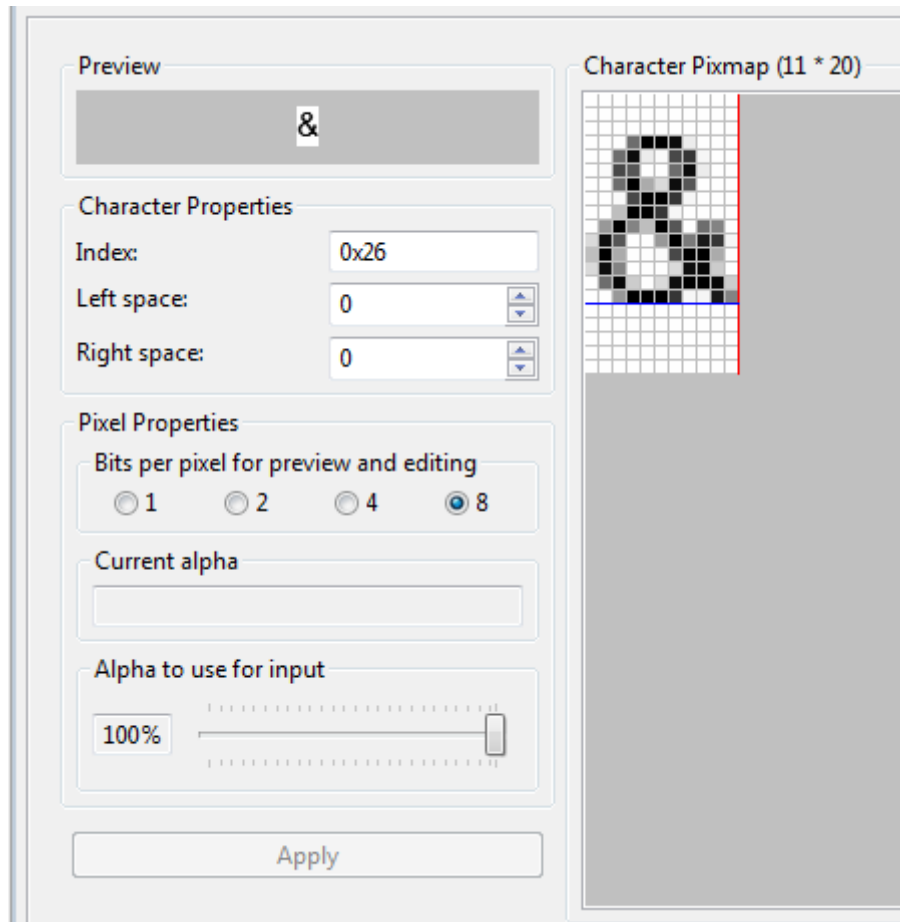 Preview
&
Character Properties
Index: 0x26
Left space: 0
Right space: 0
Pixel Properties
Bits per pixel for preview and editing
1 2 4 8
Current alpha
Alpha to use for input
100%
Apply
Character Pixmap (11 * 20)
&